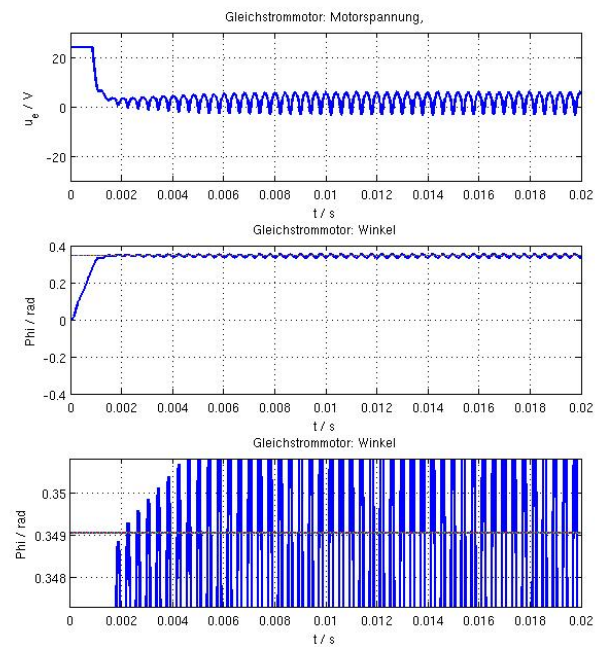 Gleichstrommotor: Motorspannung,
20
0
-20
u_e / V
0 0.002 0.004 0.006 0.008 0.01 0.012 0.014 0.016 0.018 0.02
t / s
Gleichstrommotor: Winkel
0.4
0.2
0
-0.2
-0.4
Phi / rad
0 0.002 0.004 0.006 0.008 0.01 0.012 0.014 0.016 0.018 0.02
t / s
Gleichstrommotor: Winkel
0.35
0.349
0.348
Phi / rad
0 0.002 0.004 0.006 0.008 0.01 0.012 0.014 0.016 0.018 0.02
t / s